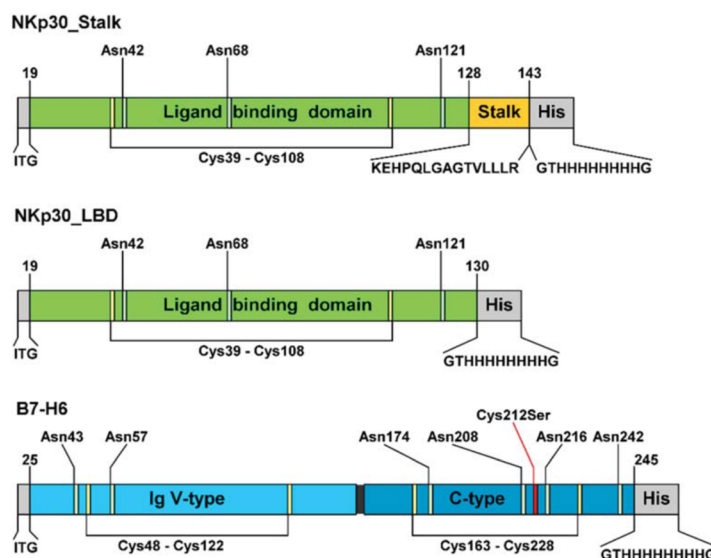 NKp30_Stalk
Asn42 Asn68 Asn121
19 128 143
Ligand binding domain Stalk His
ITG Cys39 - Cys108 KEHPQLGAGTVLLLR GTHHHHHHHHG
NKp30_LBD
Asn42 Asn68 Asn121
19 130
Ligand binding domain His
ITG Cys39 - Cys108 GTHHHHHHHHG
B7-H6
Cys212Ser
Asn43 Asn57 Asn174 Asn208 Asn216 Asn242
25 245
Ig V-type C-type His
ITG Cys48 - Cys122 Cys163 - Cys228 GTHHHHHHHHG